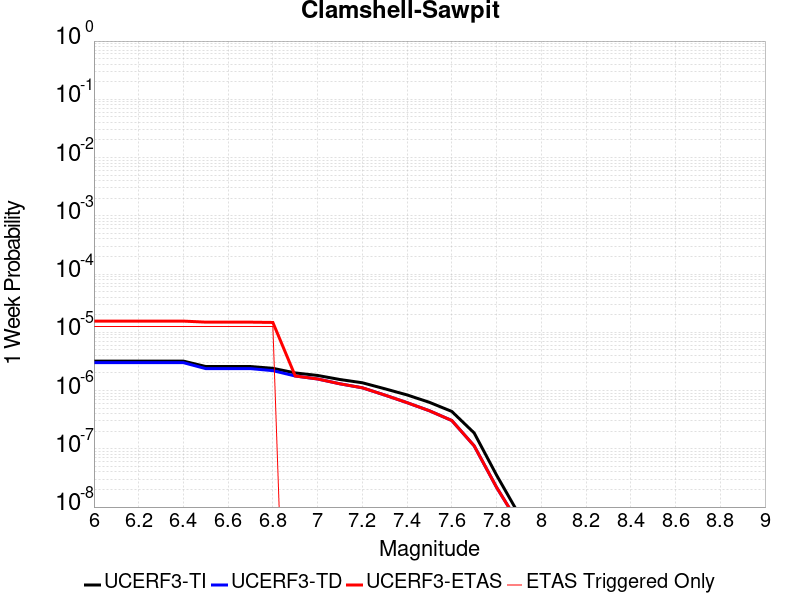 Clamshell-Sawpit
10^0
10^-1
10^-2
10^-3
10^-4
10^-5
10^-6
10^-7
10^-8
1 Week Probability
6 6.2 6.4 6.6 6.8 7 7.2 7.4 7.6 7.8 8 8.2 8.4 8.6 8.8 9
Magnitude
UCERF3-TI UCERF3-TD UCERF3-ETAS ETAS Triggered Only